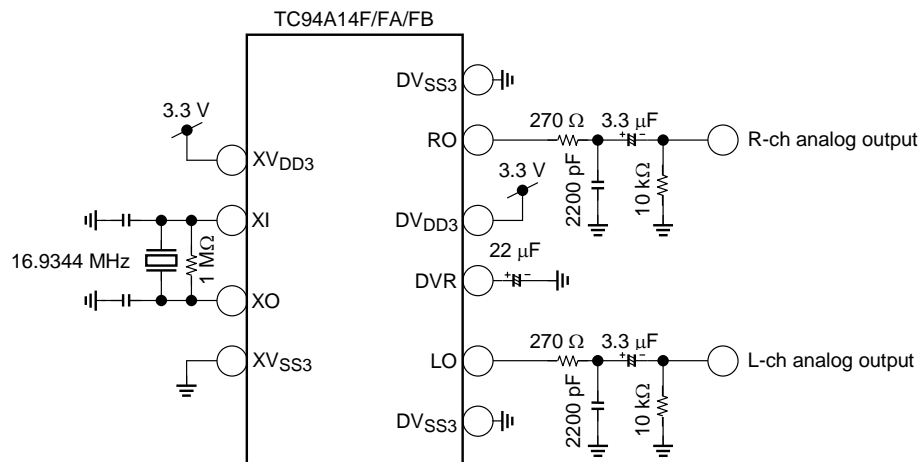 TC94A14F/FA/FB
DVSS3
3.3 V
270 Ω
3.3 μF
RO
R-ch analog output
XVDD3
2200 pF
10 kΩ
3.3 V
XI
DVDD3
16.9344 MHz
1 MΩ
22 μF
DVR
XO
270 Ω
3.3 μF
XVSS3
LO
L-ch analog output
2200 pF
10 kΩ
DVSS3